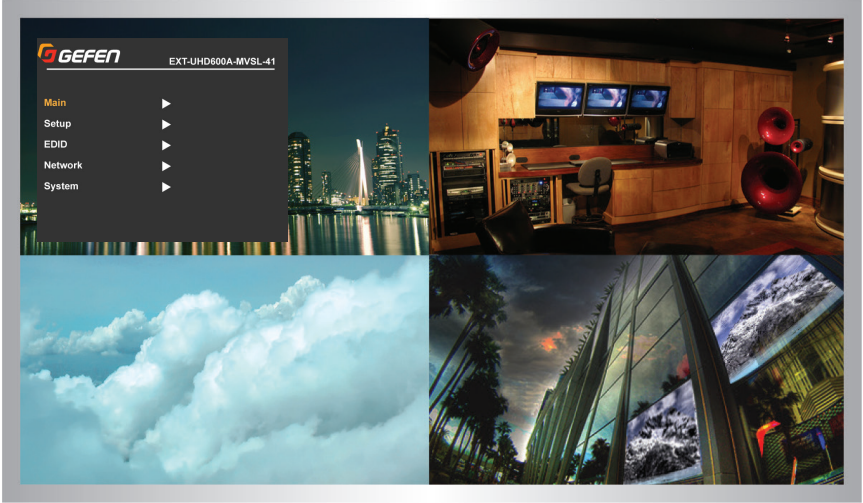 GEFEN
EXT-UHD600A-MVSL-41
Main
Setup
EDID
Network
System